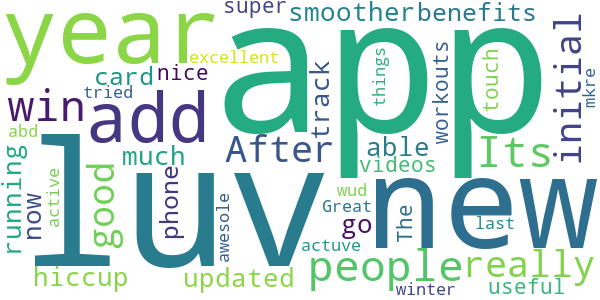 super
smoother
benefits
year
app
excellent
things
touch
initial
mkre
card
nice
tried
track
workouts
win
add
abd
After
able
Its
much
videos
luv
new
running
now
active
good
phone
awesole
wud
Great
go
The
last
actuve
people
really
hiccup
updated
winter
useful